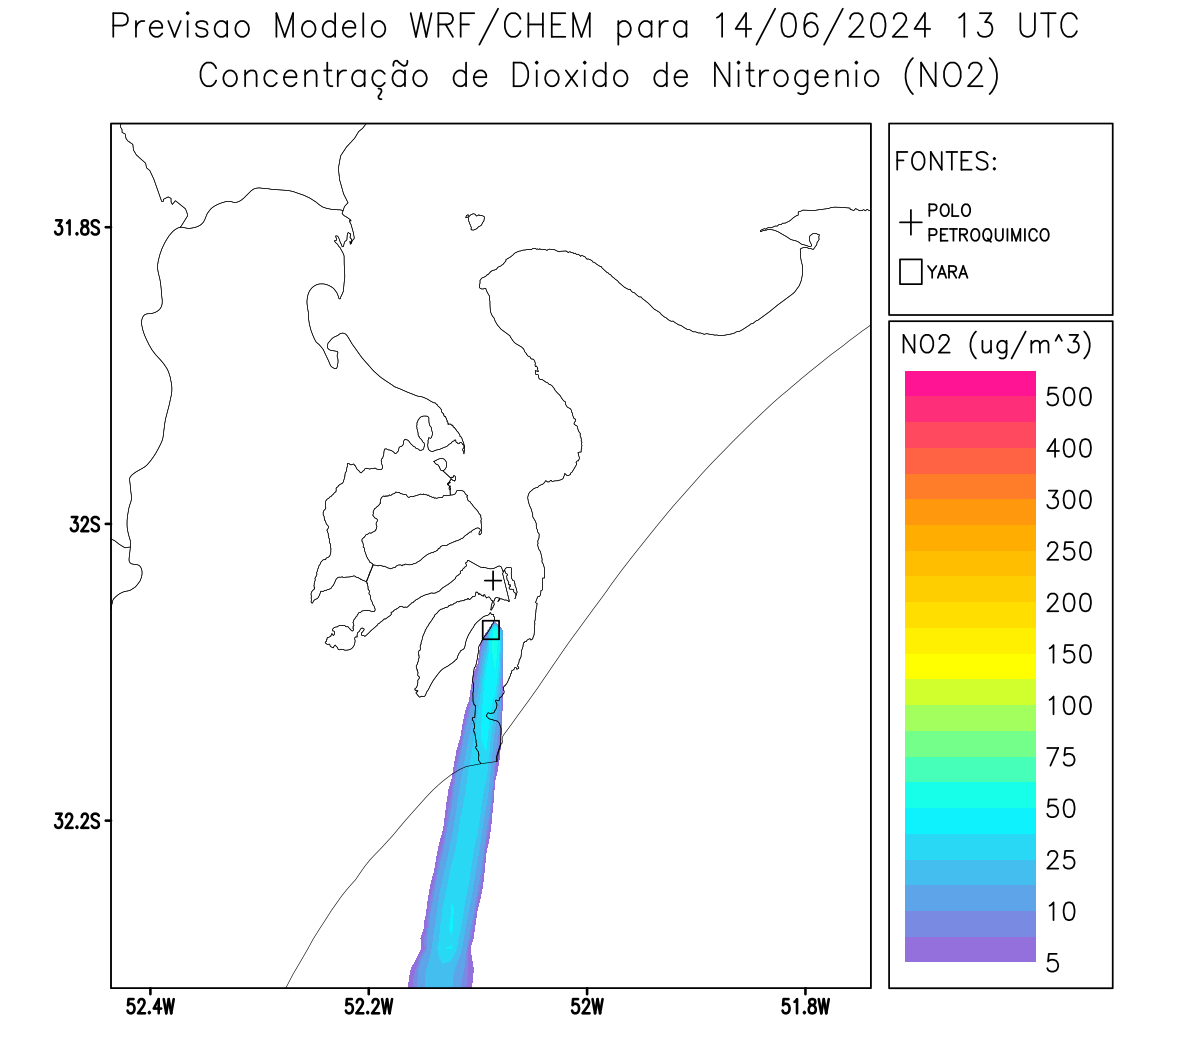 Previsao Modelo WRF/CHEM para 14/06/2024 13 UTC
Concentração de Dioxido de Nitrogenio (NO2)
FONTES:
POLO
PETROQUIMICO
YARA
NO2 (ug/m^3)
500
400
300
250
200
150
100
75
50
25
10
5
31.8S
32S
32.2S
52.4W
52.2W
52W
51.8W